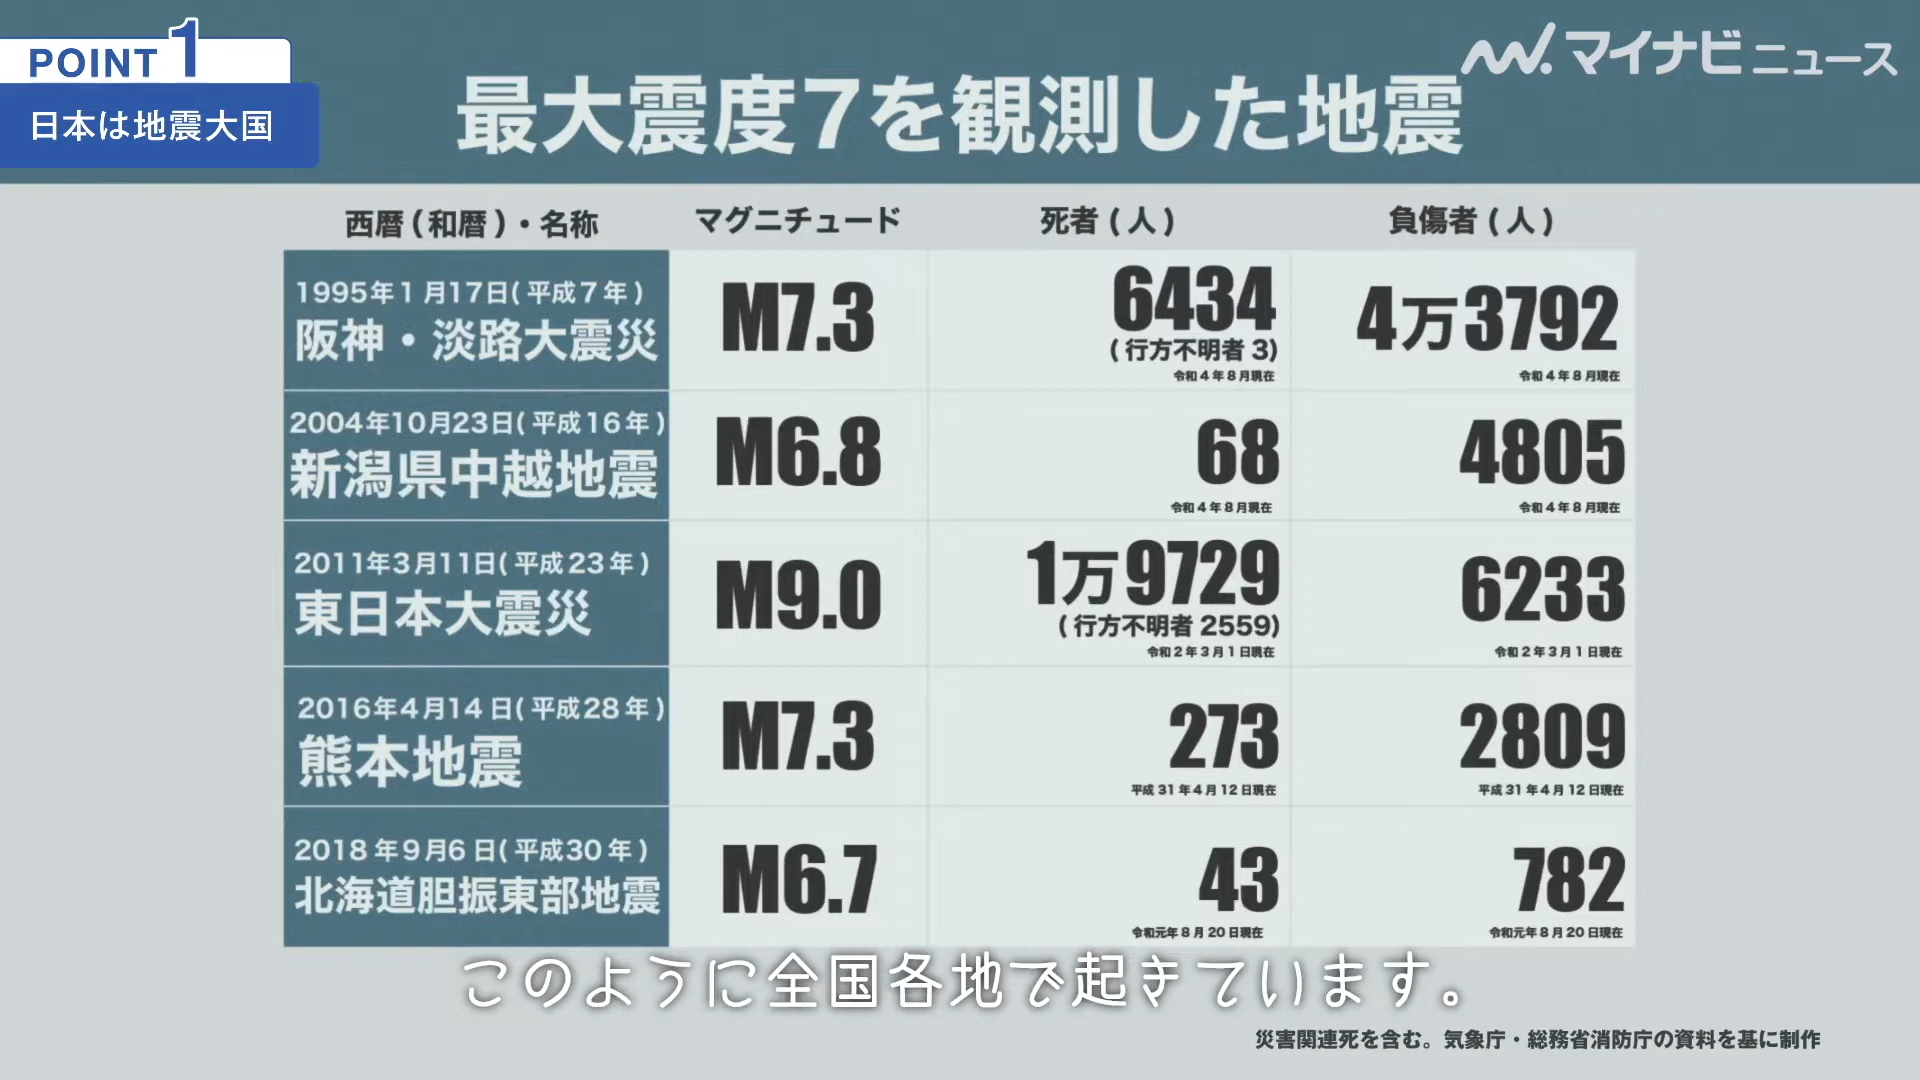 POINT 1
日本は地震大国
マイナビニュース
最大震度7を観測した地震
西暦(和暦)・名称 マグニチュード 死者(人) 負傷者(人)
1995年1月17日(平成7年)
阪神・淡路大震災
M7.3
6434
(行方不明者3)
令和4年8月現在
4万3792
令和4年8月現在
2004年10月23日(平成16年)
新潟県中越地震
M6.8
68
令和4年8月現在
4805
令和4年8月現在
2011年3月11日(平成23年)
東日本大震災
M9.0
1万9729
(行方不明者2559)
令和2年3月1日現在
6233
令和2年3月1日現在
2016年4月14日(平成28年)
熊本地震
M7.3
273
平成31年4月12日現在
2809
平成31年4月12日現在
2018年9月6日(平成30年)
北海道胆振東部地震
M6.7
43
令和元年8月20日現在
782
令和元年8月20日現在
このように全国各地で起きています。
災害関連死を含む。気象庁・総務省消防庁の資料を基に制作